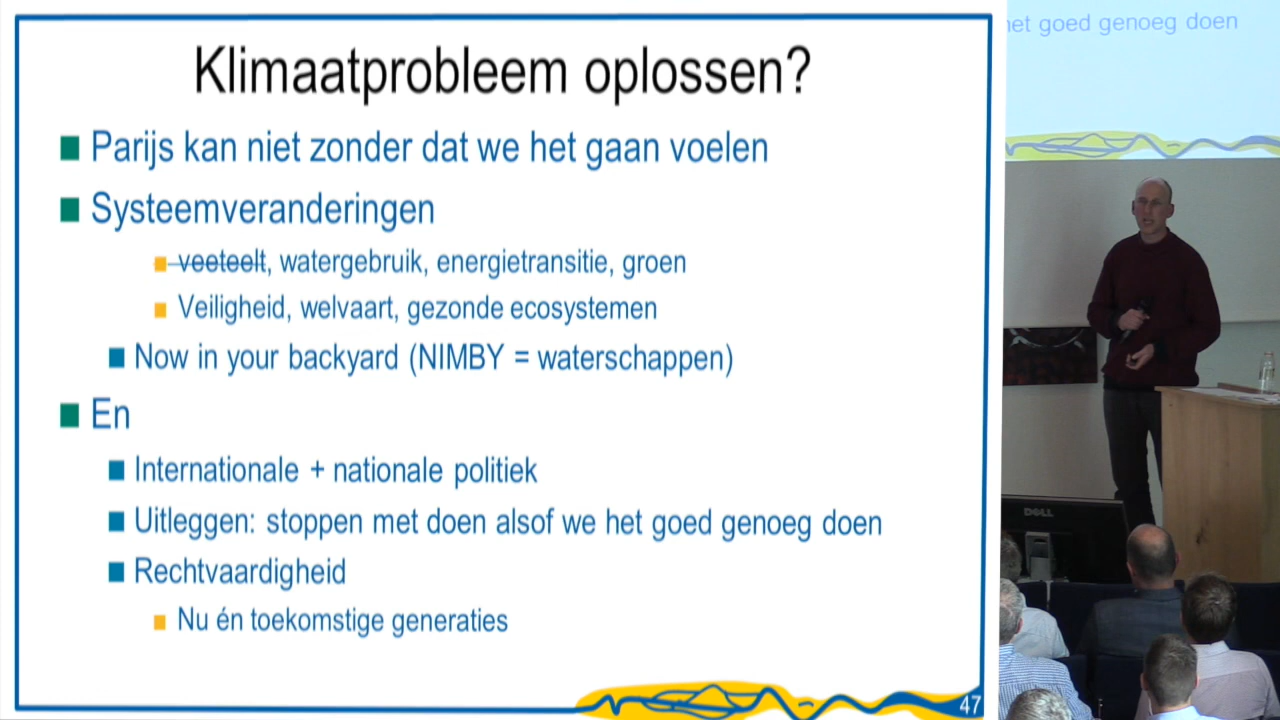 Klimaatprobleem oplossen?
Parijs kan niet zonder dat we het gaan voelen
Systeemveranderingen
veeteelt, watergebruik, energietransitie, groen
Veiligheid, welvaart, gezonde ecosystemen
Now in your backyard (NIMBY = waterschappen)
En
Internationale + nationale politiek
Uitleggen: stoppen met doen alsof we het goed genoeg doen
Rechtvaardigheid
Nu én toekomstige generaties
47
het goed genoeg doen
DELL